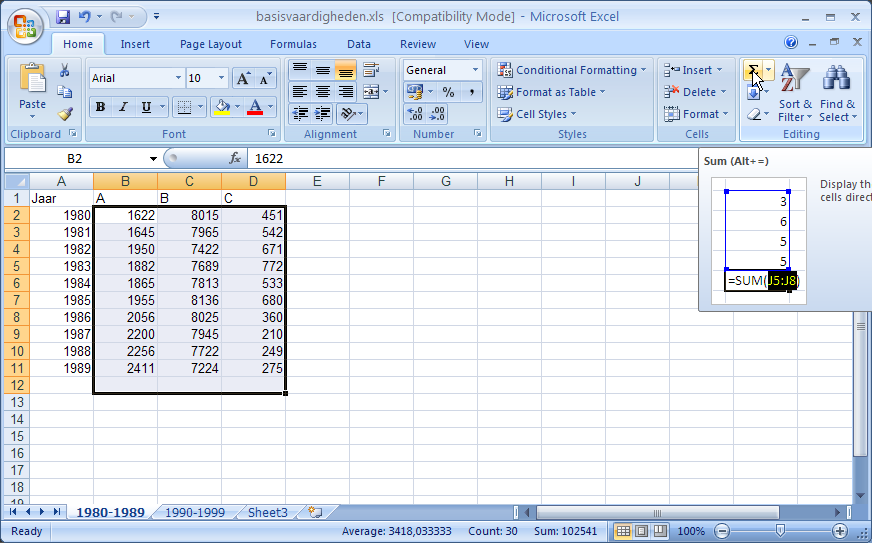 basisvaardigheden.xls [Compatibility Mode] - Microsoft Excel
Home Insert Page Layout Formulas Data Review View
Paste Arial 10 A A General Conditional Formatting Insert Σ
B I U A % , Format as Table Delete Sort & Filter Find & Select
Cell Styles Format
Clipboard Font Alignment Number Styles Cells Editing
B2 fx 1622
A B C D E F G H I J
1 Jaar A B C
2 1980 1622 8015 451
3 1981 1645 7965 542
4 1982 1950 7422 671
5 1983 1882 7689 772
6 1984 1865 7813 533
7 1985 1955 8136 680
8 1986 2056 8025 360
9 1987 2200 7945 210
10 1988 2256 7722 249
11 1989 2411 7224 275
12
13
14
15
16
17
18
Sum (Alt+=)
3
6
5
5
=SUM(J5:J8)
Display th
cells direct
1980-1989 1990-1999 Sheet3
Ready Average: 3418,033333 Count: 30 Sum: 102541 100%